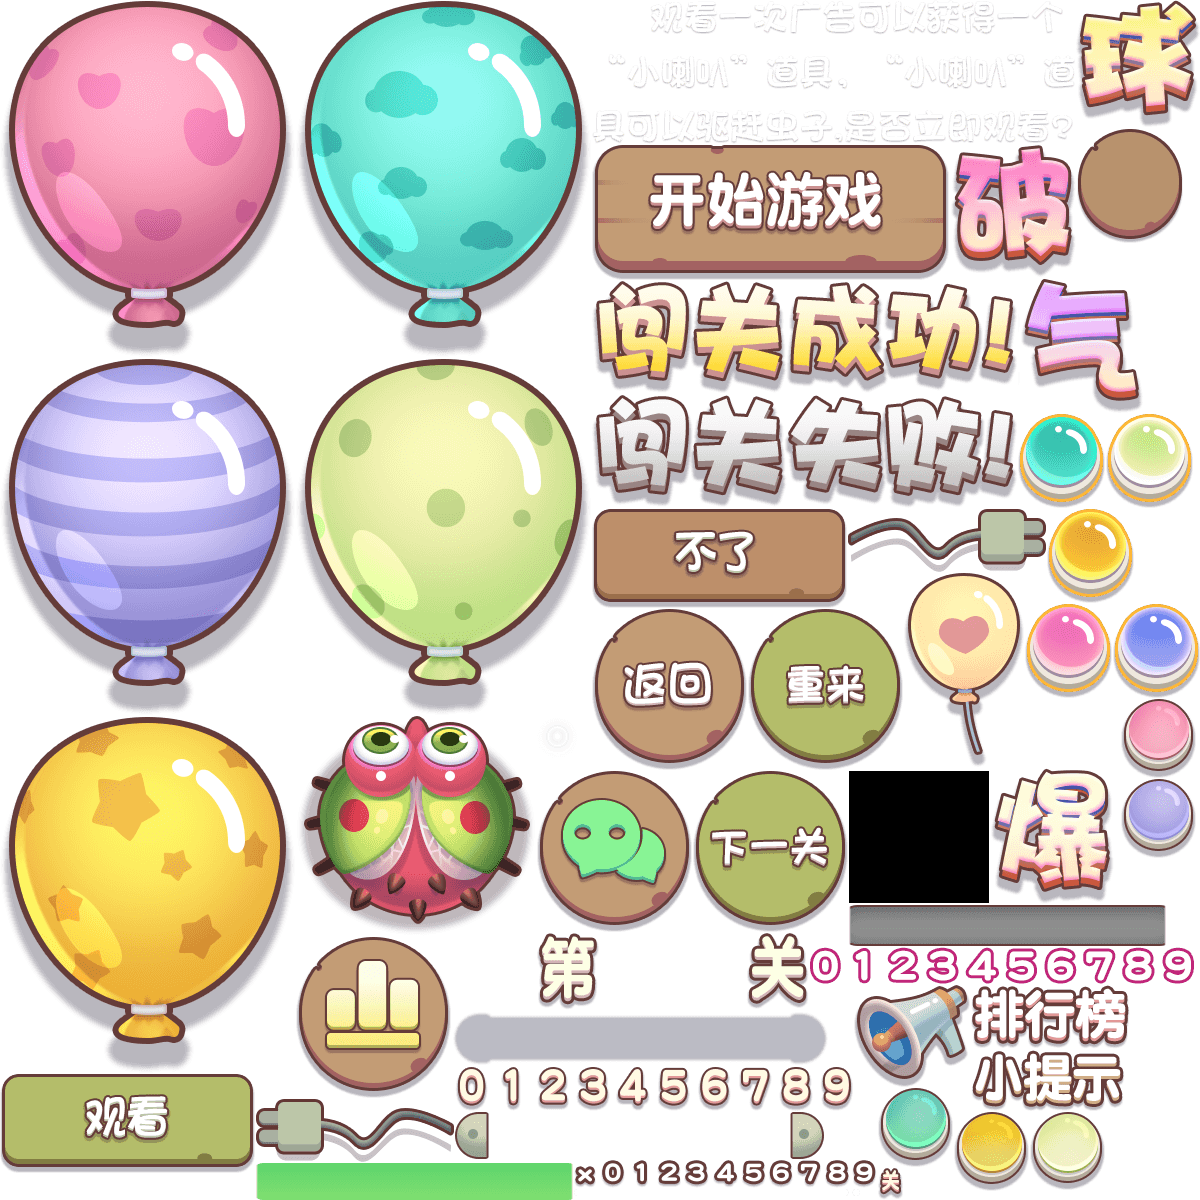 观看一次广告可以获得一个
“小喇叭”道具，“小喇叭”道
具可以驱赶虫子,是否立即观看?
球
开始游戏
破
闯关成功!
气
闯关失败!
不了
返回
重来
下一关
爆
第 关
0123456789
排行榜
小提示
0123456789
观看
×0123456789关